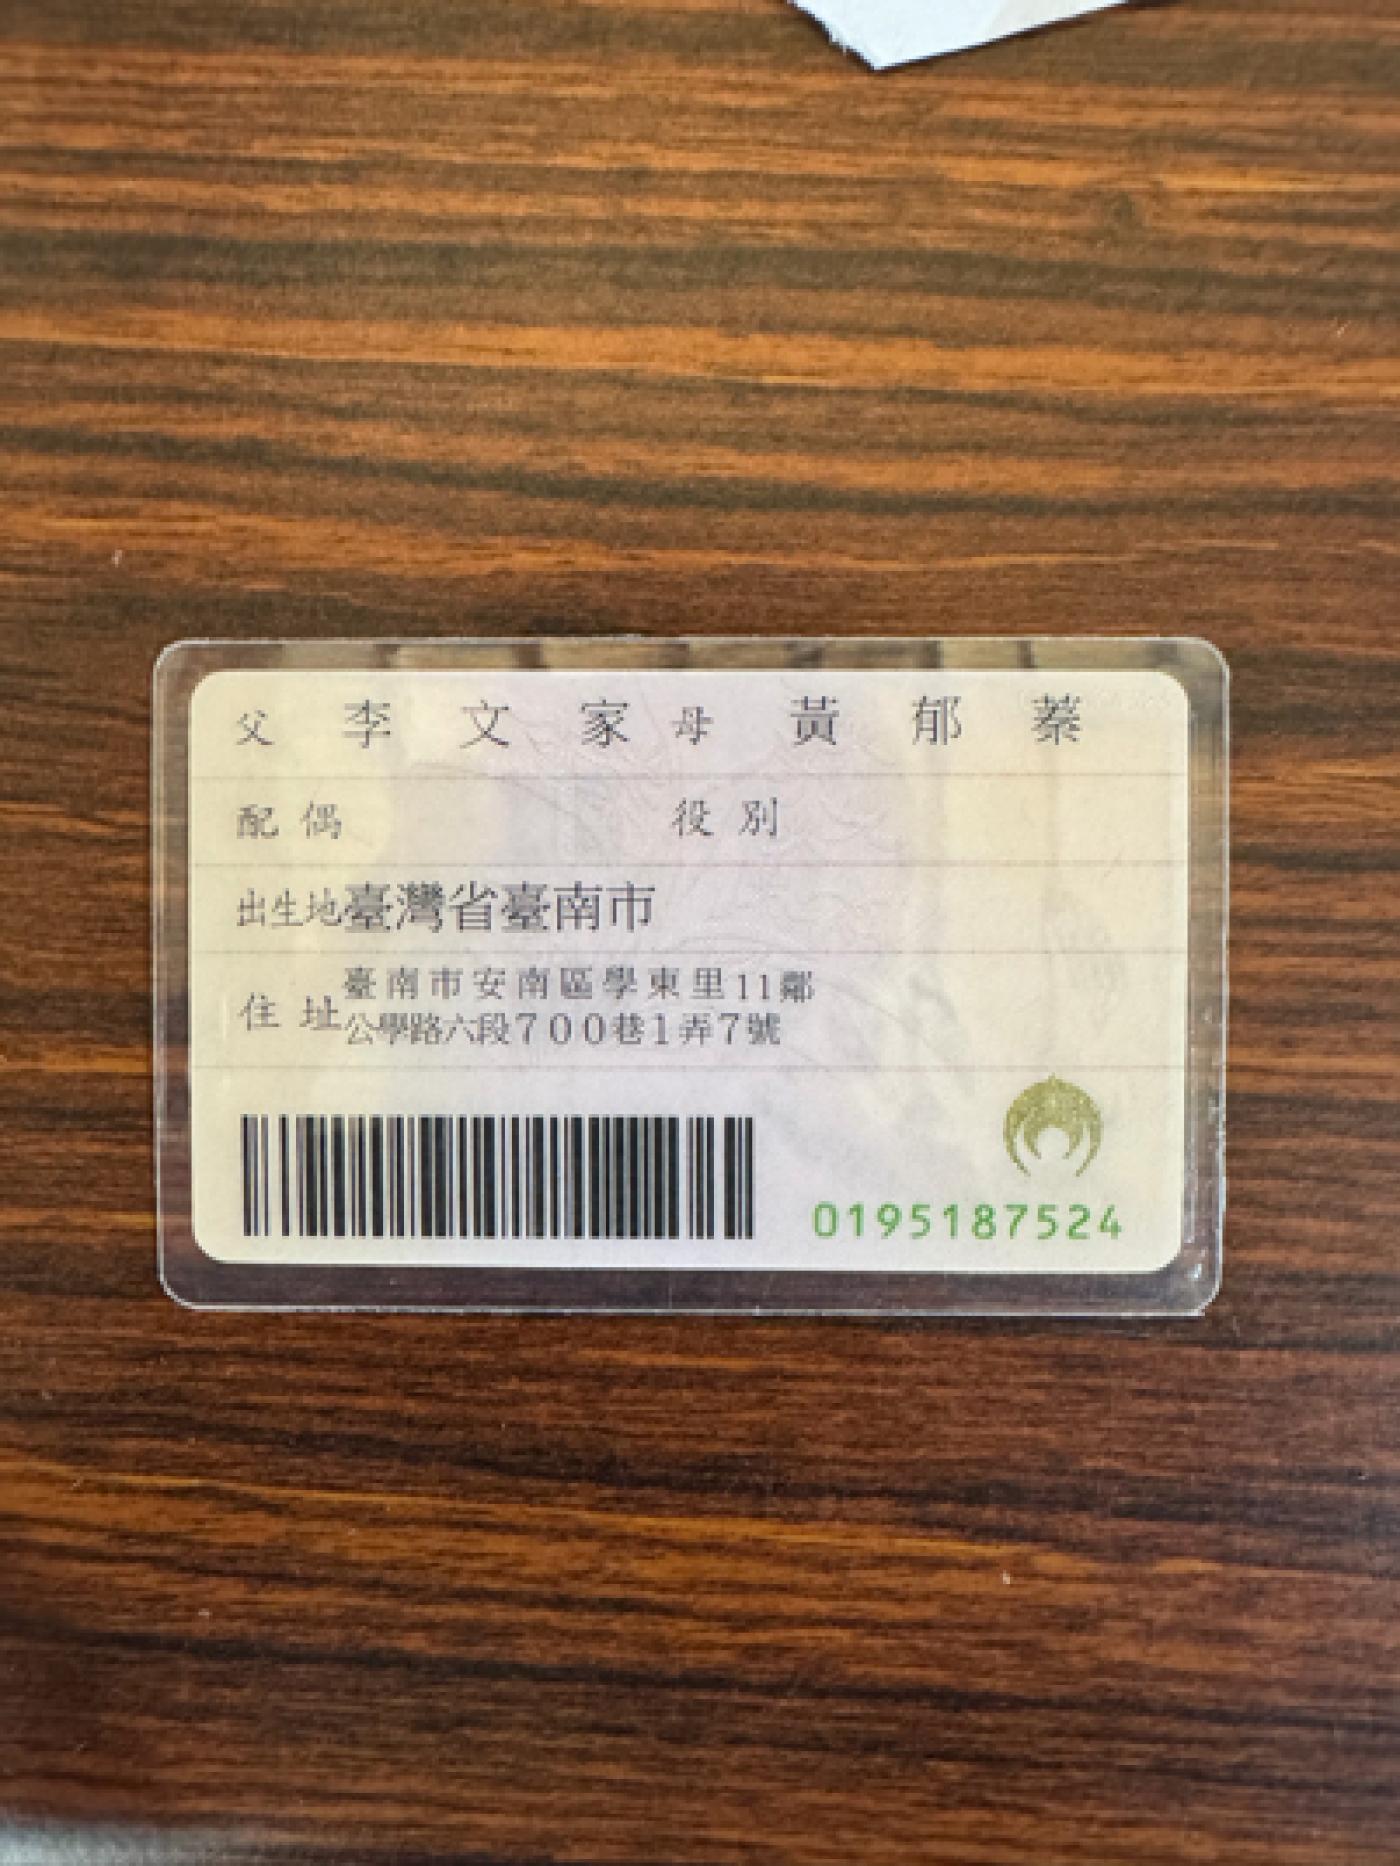 父 李文家 母 黃郁蓁
配偶 役別
出生地 臺灣省臺南市
住址 臺南市安南區學東里11鄰
公學路六段700巷1弄7號
0195187524